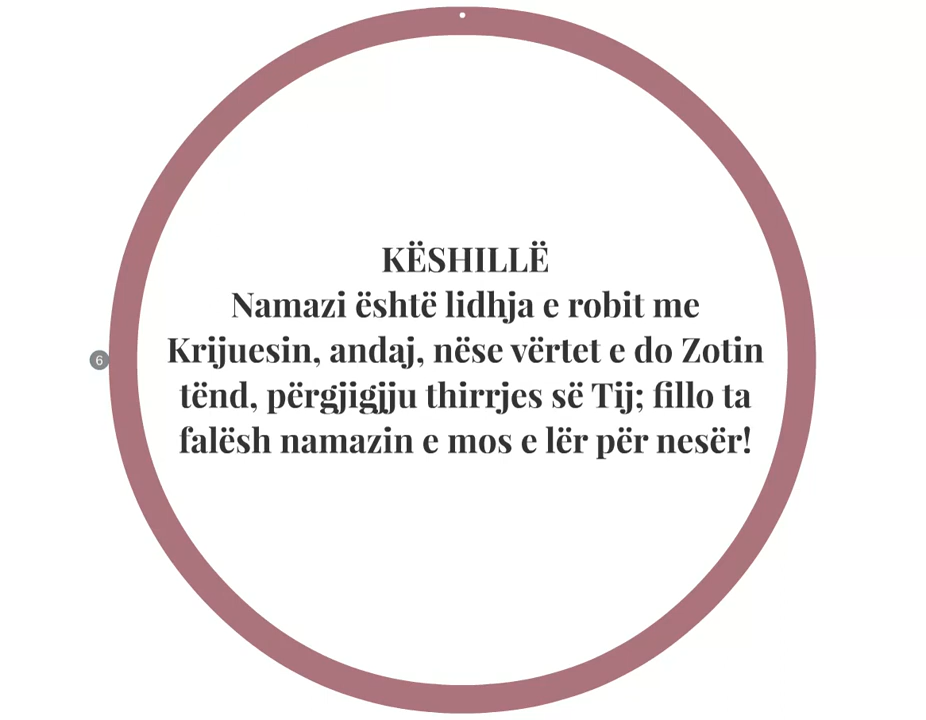 KËSHILLË
Namazi është lidhja e robit me
Krijuesin, andaj, nëse vërtet e do Zotin
tënd, përgjigjju thirrjes së Tij; fillo ta
falësh namazin e mos e lër për nesër!
6